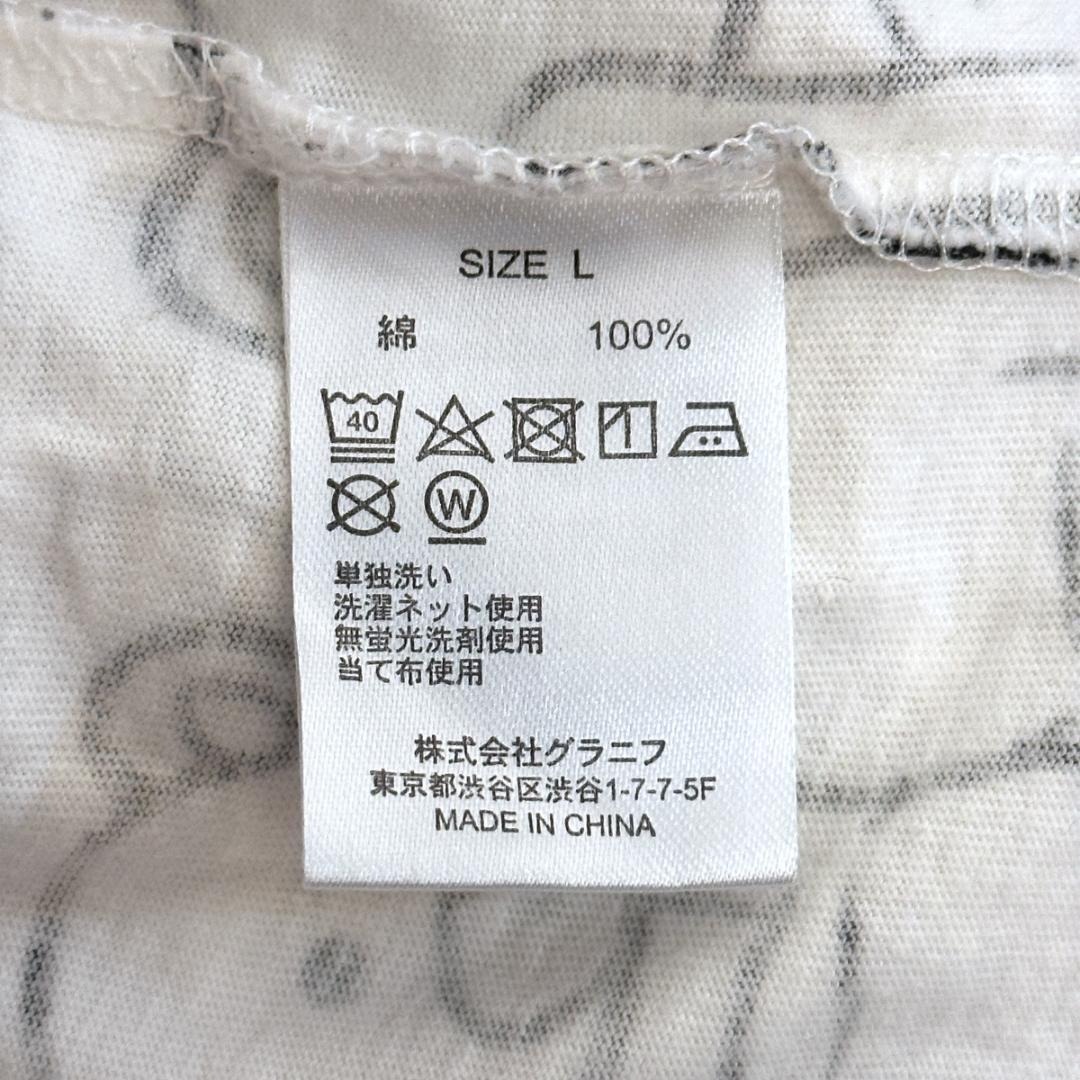 SIZE L
綿 100%
40
W
単独洗い
洗濯ネット使用
無蛍光洗剤使用
当て布使用
株式会社グラニフ
東京都渋谷区渋谷1-7-7-5F
MADE IN CHINA